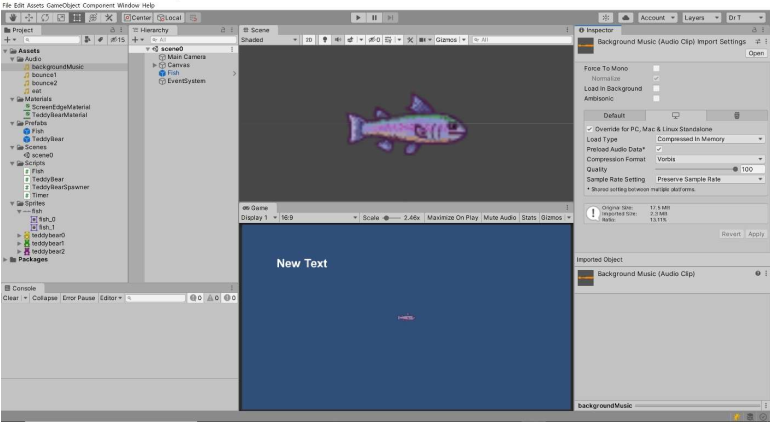 File Edit Assets GameObject Component Window Help
Center Local
Account Layers Dr T
Project
15
Assets
Audio
backgroundMusic
bounce1
bounce2
eat
Materials
ScreenEdgeMaterial
TeddyBearMaterial
Prefabs
Fish
TeddyBear
Scenes
scene0
Scripts
Fish
TeddyBear
TeddyBearSpawner
Timer
Sprites
fish
fish_0
fish_1
teddybear0
teddybear1
teddybear2
Packages
Hierarchy
All
scene0
Main Camera
Canvas
Fish
EventSystem
Scene
Shaded 2D 0 Gizmos All
Game
Display 1 16:9 Scale 2.46x Maximize On Play Mute Audio Stats Gizmos
New Text
Console
Clear Collapse Error Pause Editor 0 0 0
Inspector
Background Music (Audio Clip) Import Settings
Open
Force To Mono
Normalize
Load In Background
Ambisonic
Default
Override for PC, Mac & Linux Standalone
Load Type Compressed In Memory
Preload Audio Data*
Compression Format Vorbis
Quality 100
Sample Rate Setting Preserve Sample Rate
* Shared setting between multiple platforms.
Original Size: 17.5 MB
Imported Size: 2.3 MB
Ratio: 13.11%
Revert Apply
Imported Object
Background Music (Audio Clip)
backgroundMusic